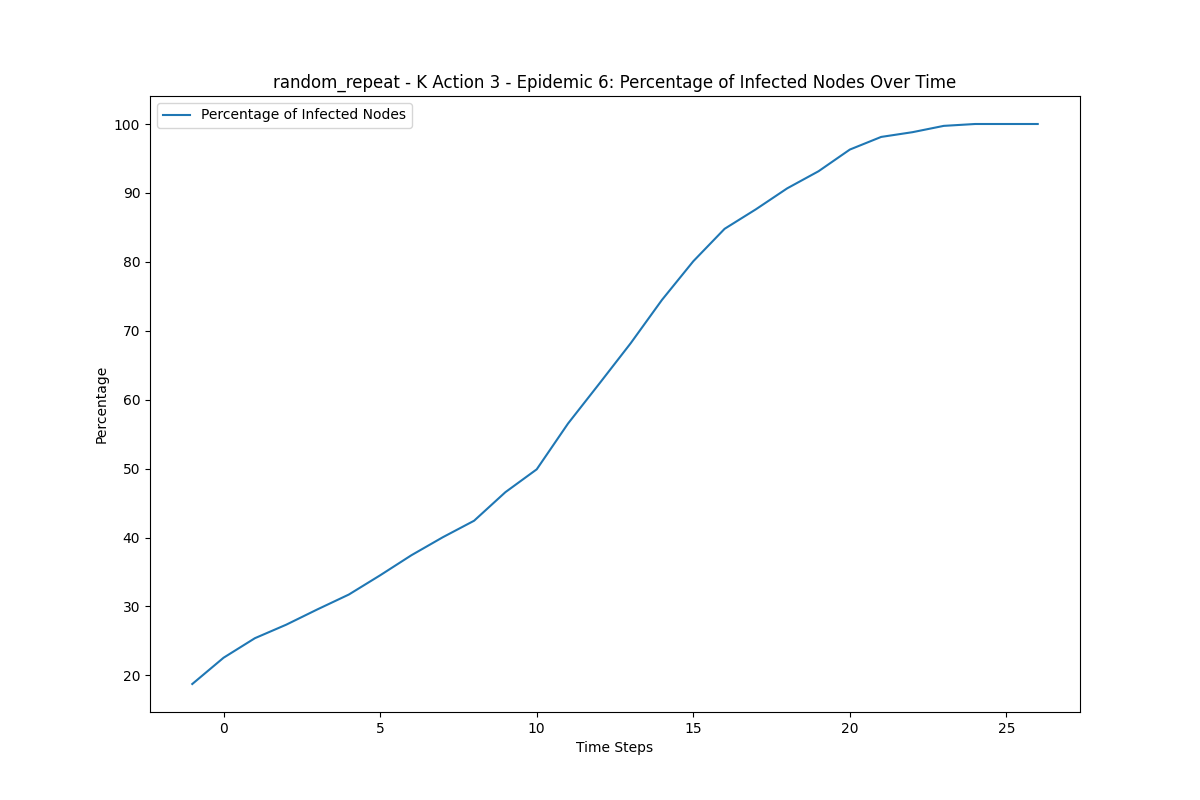 random_repeat - K Action 3 - Epidemic 6: Percentage of Infected Nodes Over Time
Percentage of Infected Nodes
100
90
80
70
60
50
40
30
20
Percentage
0 5 10 15 20 25
Time Steps